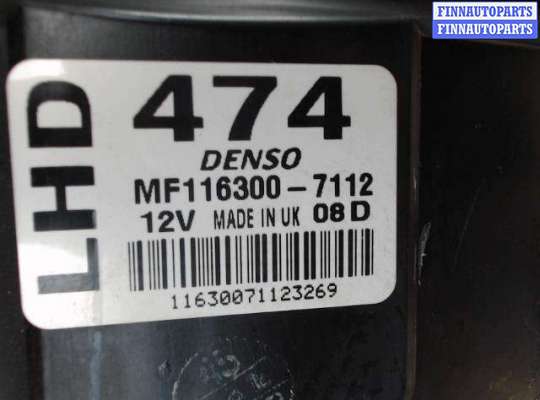 FINNAUTOPARTS
FINNAUTOPARTS
LHD
474
DENSO
MF116300-7112
12V MADE IN UK 08D
11630071123269